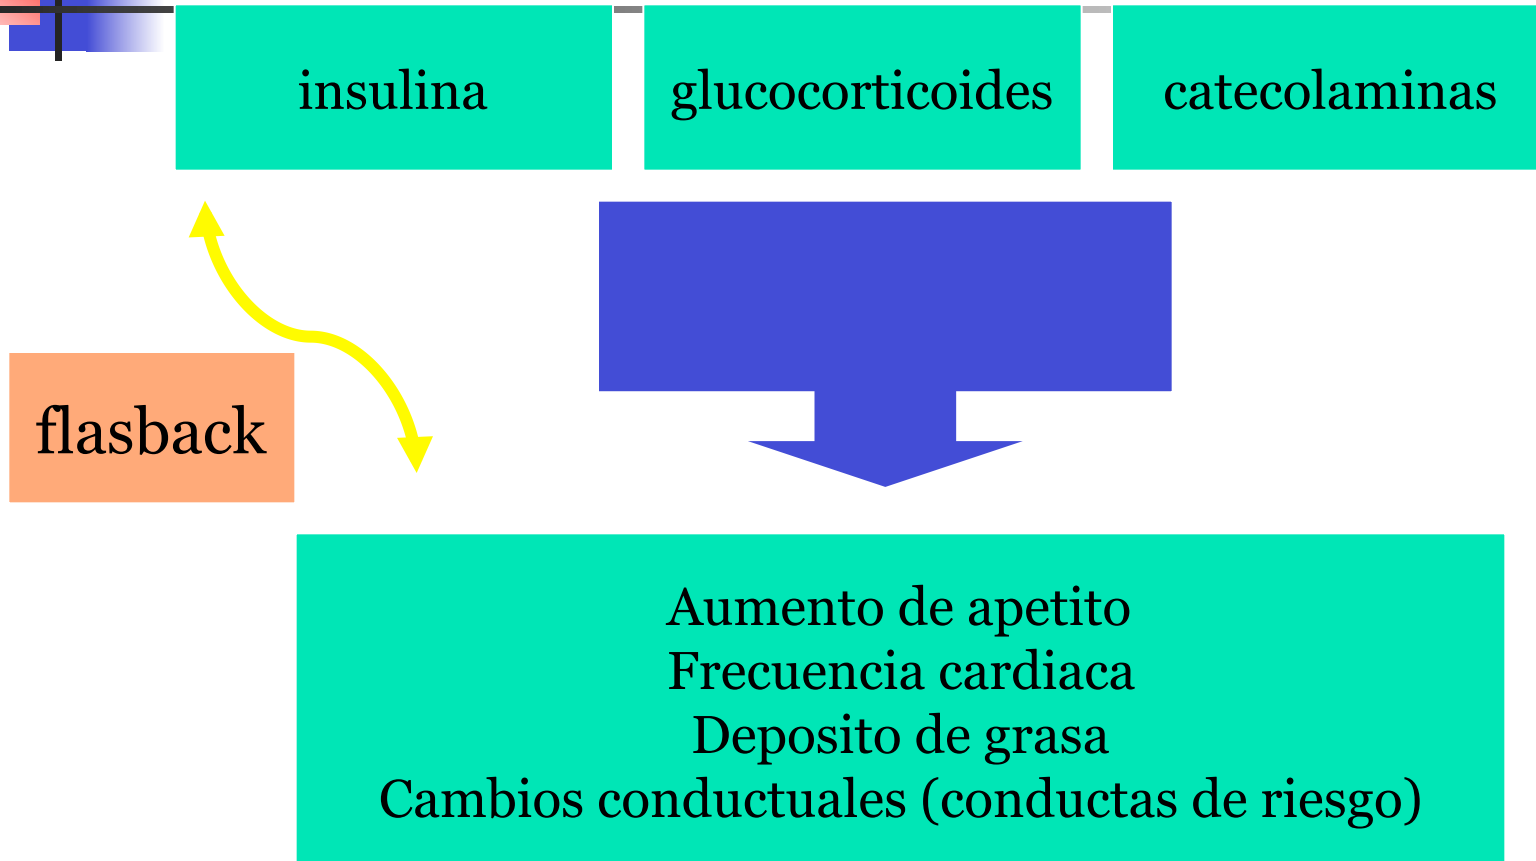 insulina
glucocorticoides
catecolaminas
flasback
Aumento de apetito
Frecuencia cardiaca
Deposito de grasa
Cambios conductuales (conductas de riesgo)